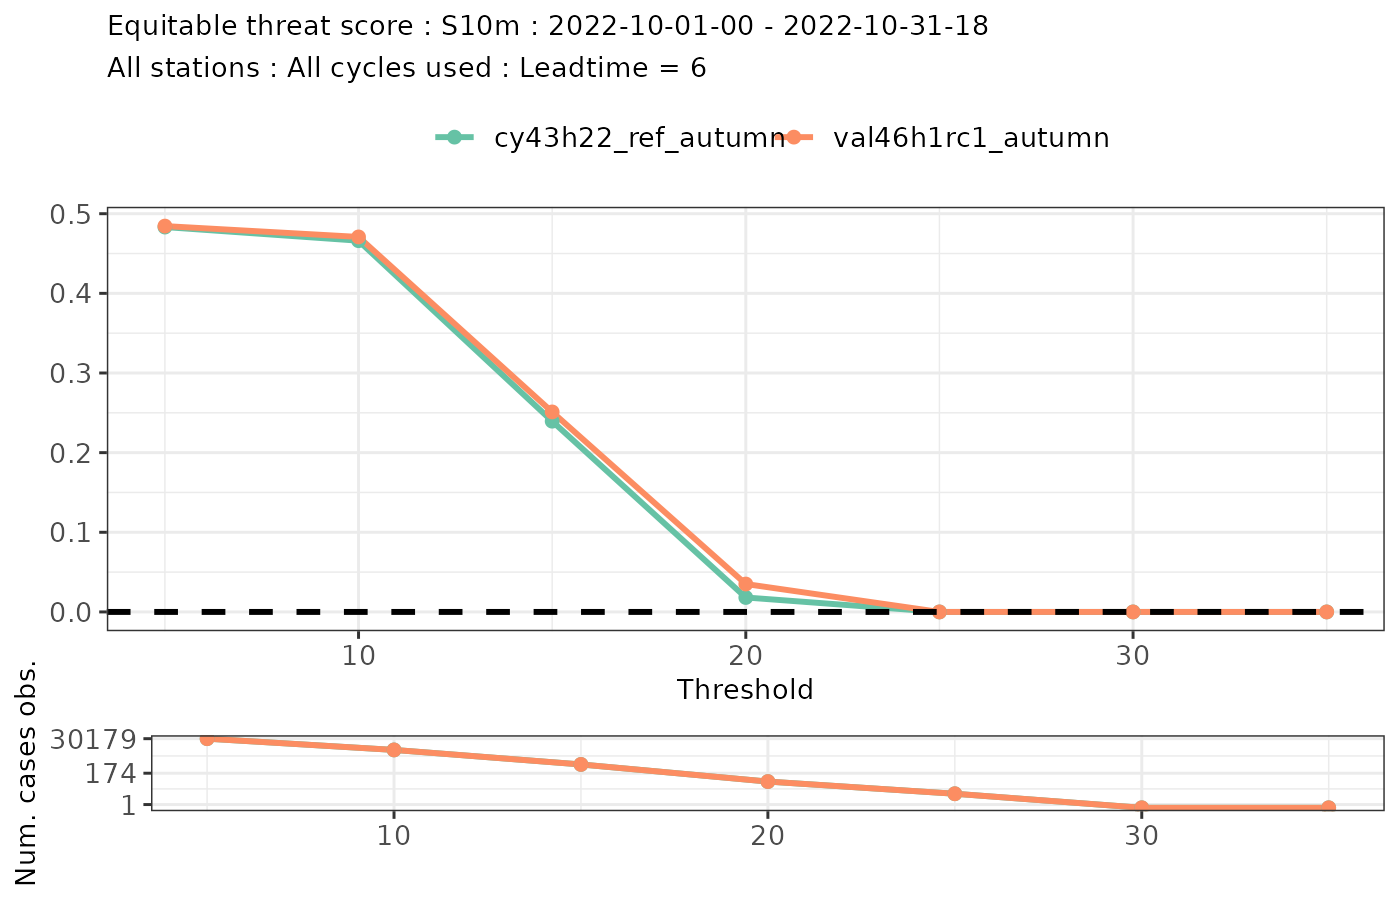 Equitable threat score : S10m : 2022-10-01-00 - 2022-10-31-18
All stations : All cycles used : Leadtime = 6
cy43h22_ref_autumn val46h1rc1_autumn
0.5
0.4
0.3
0.2
0.1
0.0
10 20 30
Threshold
Num. cases obs.
30179
174
1
10 20 30